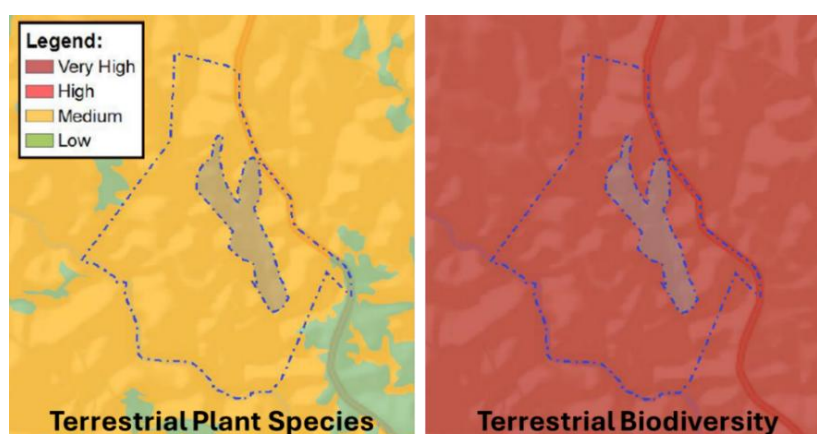 Legend:
Very High
High
Medium
Low
Terrestrial Plant Species
Terrestrial Biodiversity